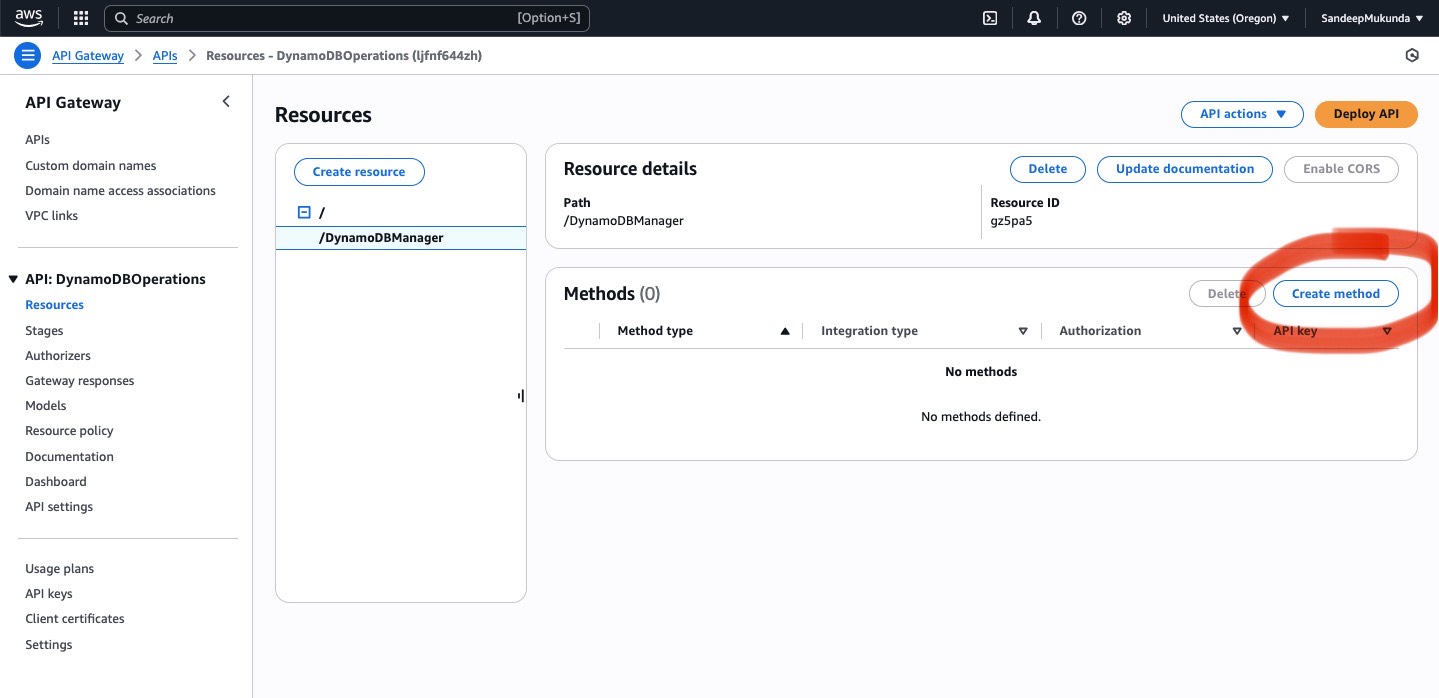 aws
Search [Option+S]
United States (Oregon)
SandeepMukunda
API Gateway
APIs
Resources - DynamoDBOperations (ljfnf644zh)
API Gateway
APIs
Custom domain names
Domain name access associations
VPC links
API: DynamoDBOperations
Resources
Stages
Authorizers
Gateway responses
Models
Resource policy
Documentation
Dashboard
API settings
Usage plans
API keys
Client certificates
Settings
Resources
API actions
Deploy API
Create resource
/
/DynamoDBManager
Resource details
Delete
Update documentation
Enable CORS
Path
/DynamoDBManager
Resource ID
gz5pa5
Methods (0)
Delete
Create method
Method type
Integration type
Authorization
API key
No methods
No methods defined.